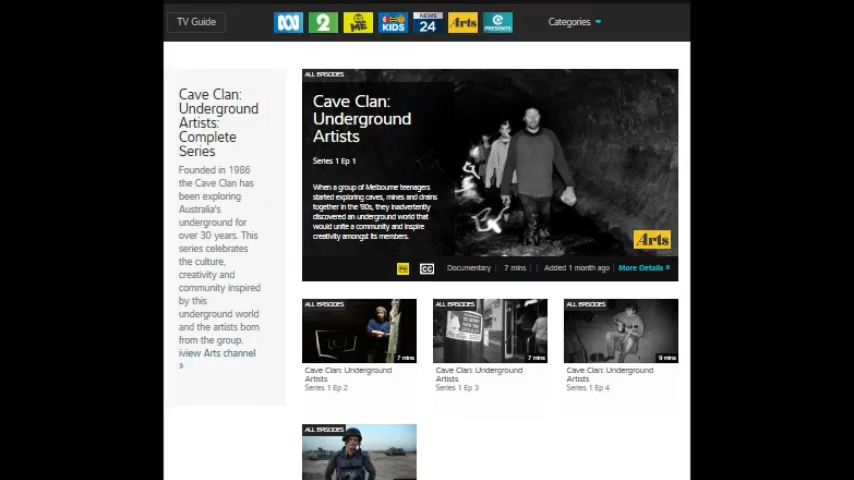 TV Guide
2
ME
KIDS
NEWS
24
Arts
PRESENTS
Categories
Cave Clan:
Underground
Artists:
Complete
Series
Founded in 1986
the Cave Clan has
been exploring
Australia's
underground for
over 30 years. This
series celebrates
the culture,
creativity and
community inspired
by this
underground world
and the artists born
from the group.
iview Arts channel
»
ALL EPISODES
Cave Clan:
Underground
Artists
Series 1 Ep 1
When a group of Melbourne teenagers
started exploring caves, mines and drains
together in the '80s, they inadvertently
discovered an underground world that
would unite a community and inspire
creativity amongst its members.
Arts
PG CC Documentary | 7 mins | | Added 1 month ago | More Details »
ALL EPISODES
7 mins
Cave Clan: Underground
Artists
Series 1 Ep 2
ALL EPISODES
7 mins
Cave Clan: Underground
Artists
Series 1 Ep 3
ALL EPISODES
9 mins
Cave Clan: Underground
Artists
Series 1 Ep 4
ALL EPISODES